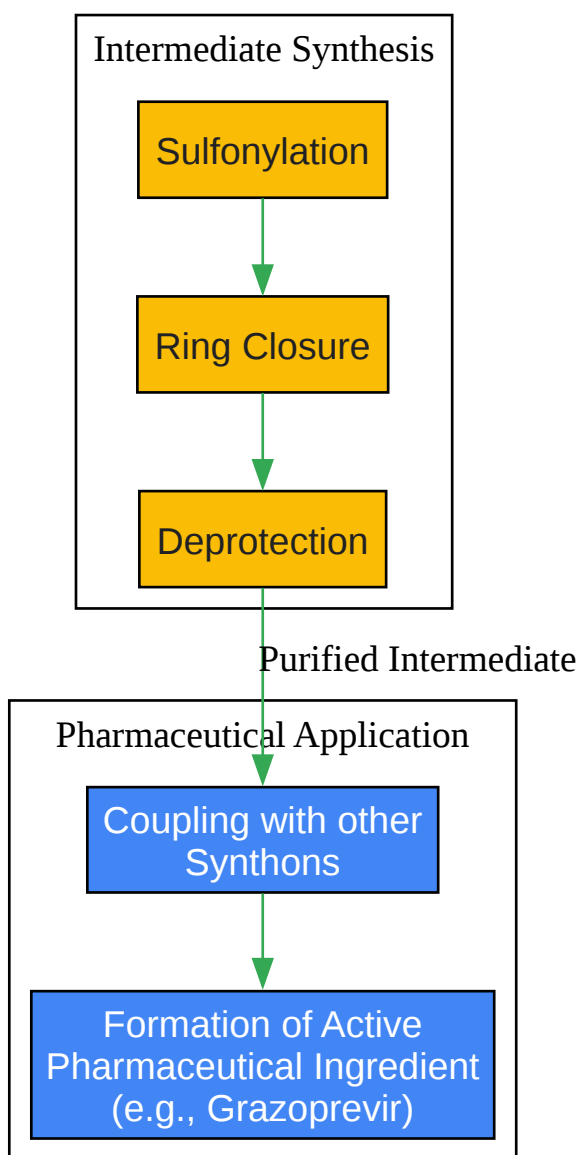 Intermediate Synthesis
Sulfonylation
Ring Closure
Deprotection
Purified Intermediate
Pharmaceutical Application
Coupling with other
Synthons
Formation of Active
Pharmaceutical Ingredient
(e.g., Grazoprevir)